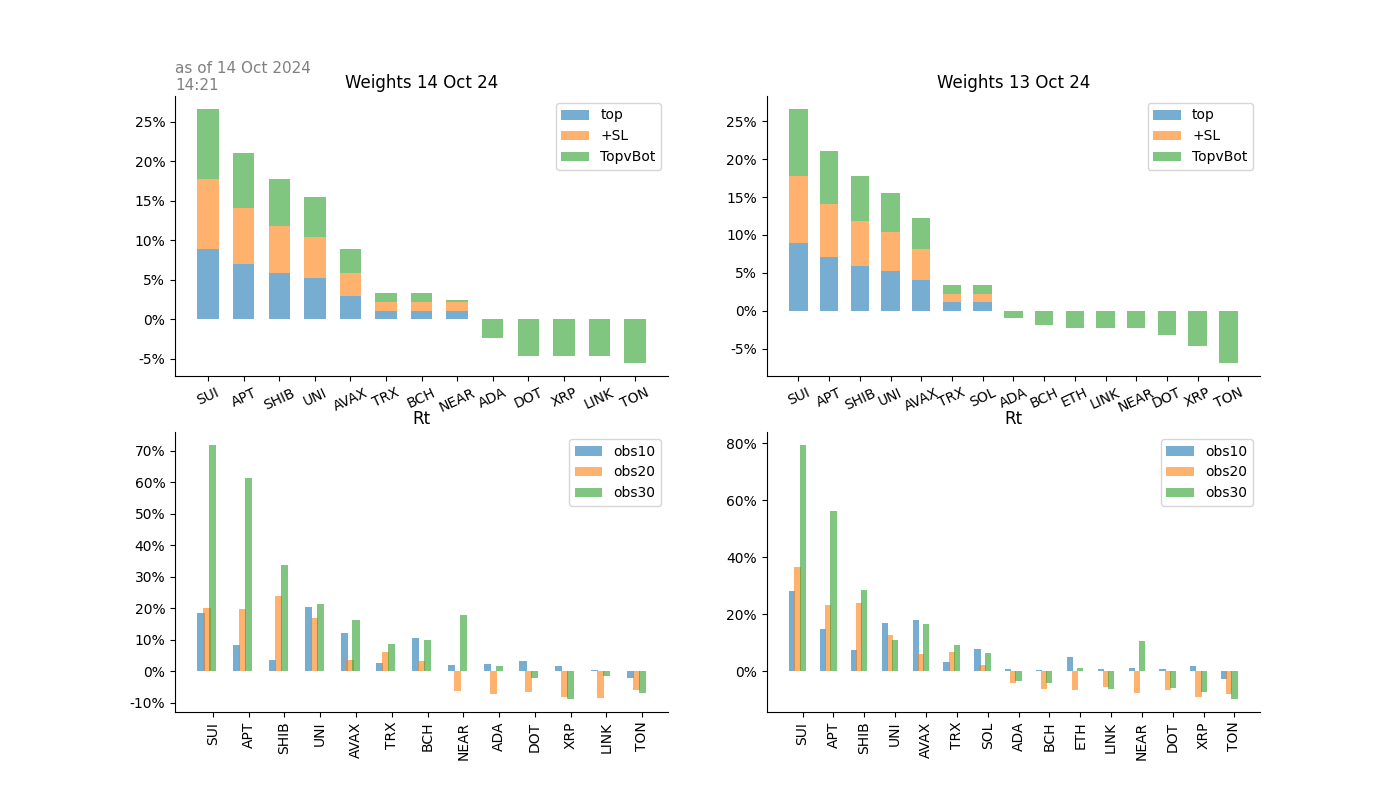 as of 14 Oct 2024
14:21
Weights 14 Oct 24
25%
20%
15%
10%
5%
0%
-5%
top
+SL
TopvBot
SUI APT SHIB UNI AVAX TRX BCH NEAR ADA DOT XRP LINK TON
Weights 13 Oct 24
25%
20%
15%
10%
5%
0%
-5%
top
+SL
TopvBot
SUI APT SHIB UNI AVAX TRX SOL ADA BCH ETH LINK NEAR DOT XRP TON
Rt
70%
60%
50%
40%
30%
20%
10%
0%
-10%
obs10
obs20
obs30
SUI APT SHIB UNI AVAX TRX BCH NEAR ADA DOT XRP LINK TON
Rt
80%
60%
40%
20%
0%
obs10
obs20
obs30
SUI APT SHIB UNI AVAX TRX SOL ADA BCH ETH LINK NEAR DOT XRP TON